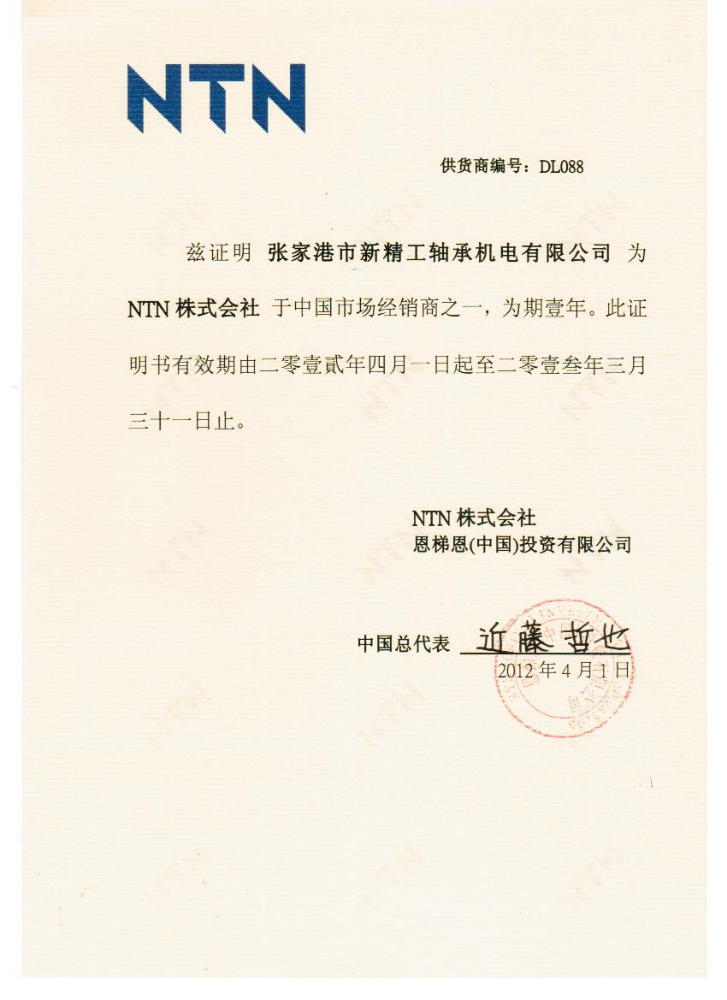 NTN
供货商编号：DL088
兹证明 张家港市新精工轴承机电有限公司 为
NTN 株式会社 于中国市场经销商之一，为期壹年。此证
明书有效期由二零壹贰年四月一日起至二零壹叁年三月
三十一日止。
NTN 株式会社
恩梯恩(中国)投资有限公司
中国总代表 近藤哲也
2012 年 4 月 1 日